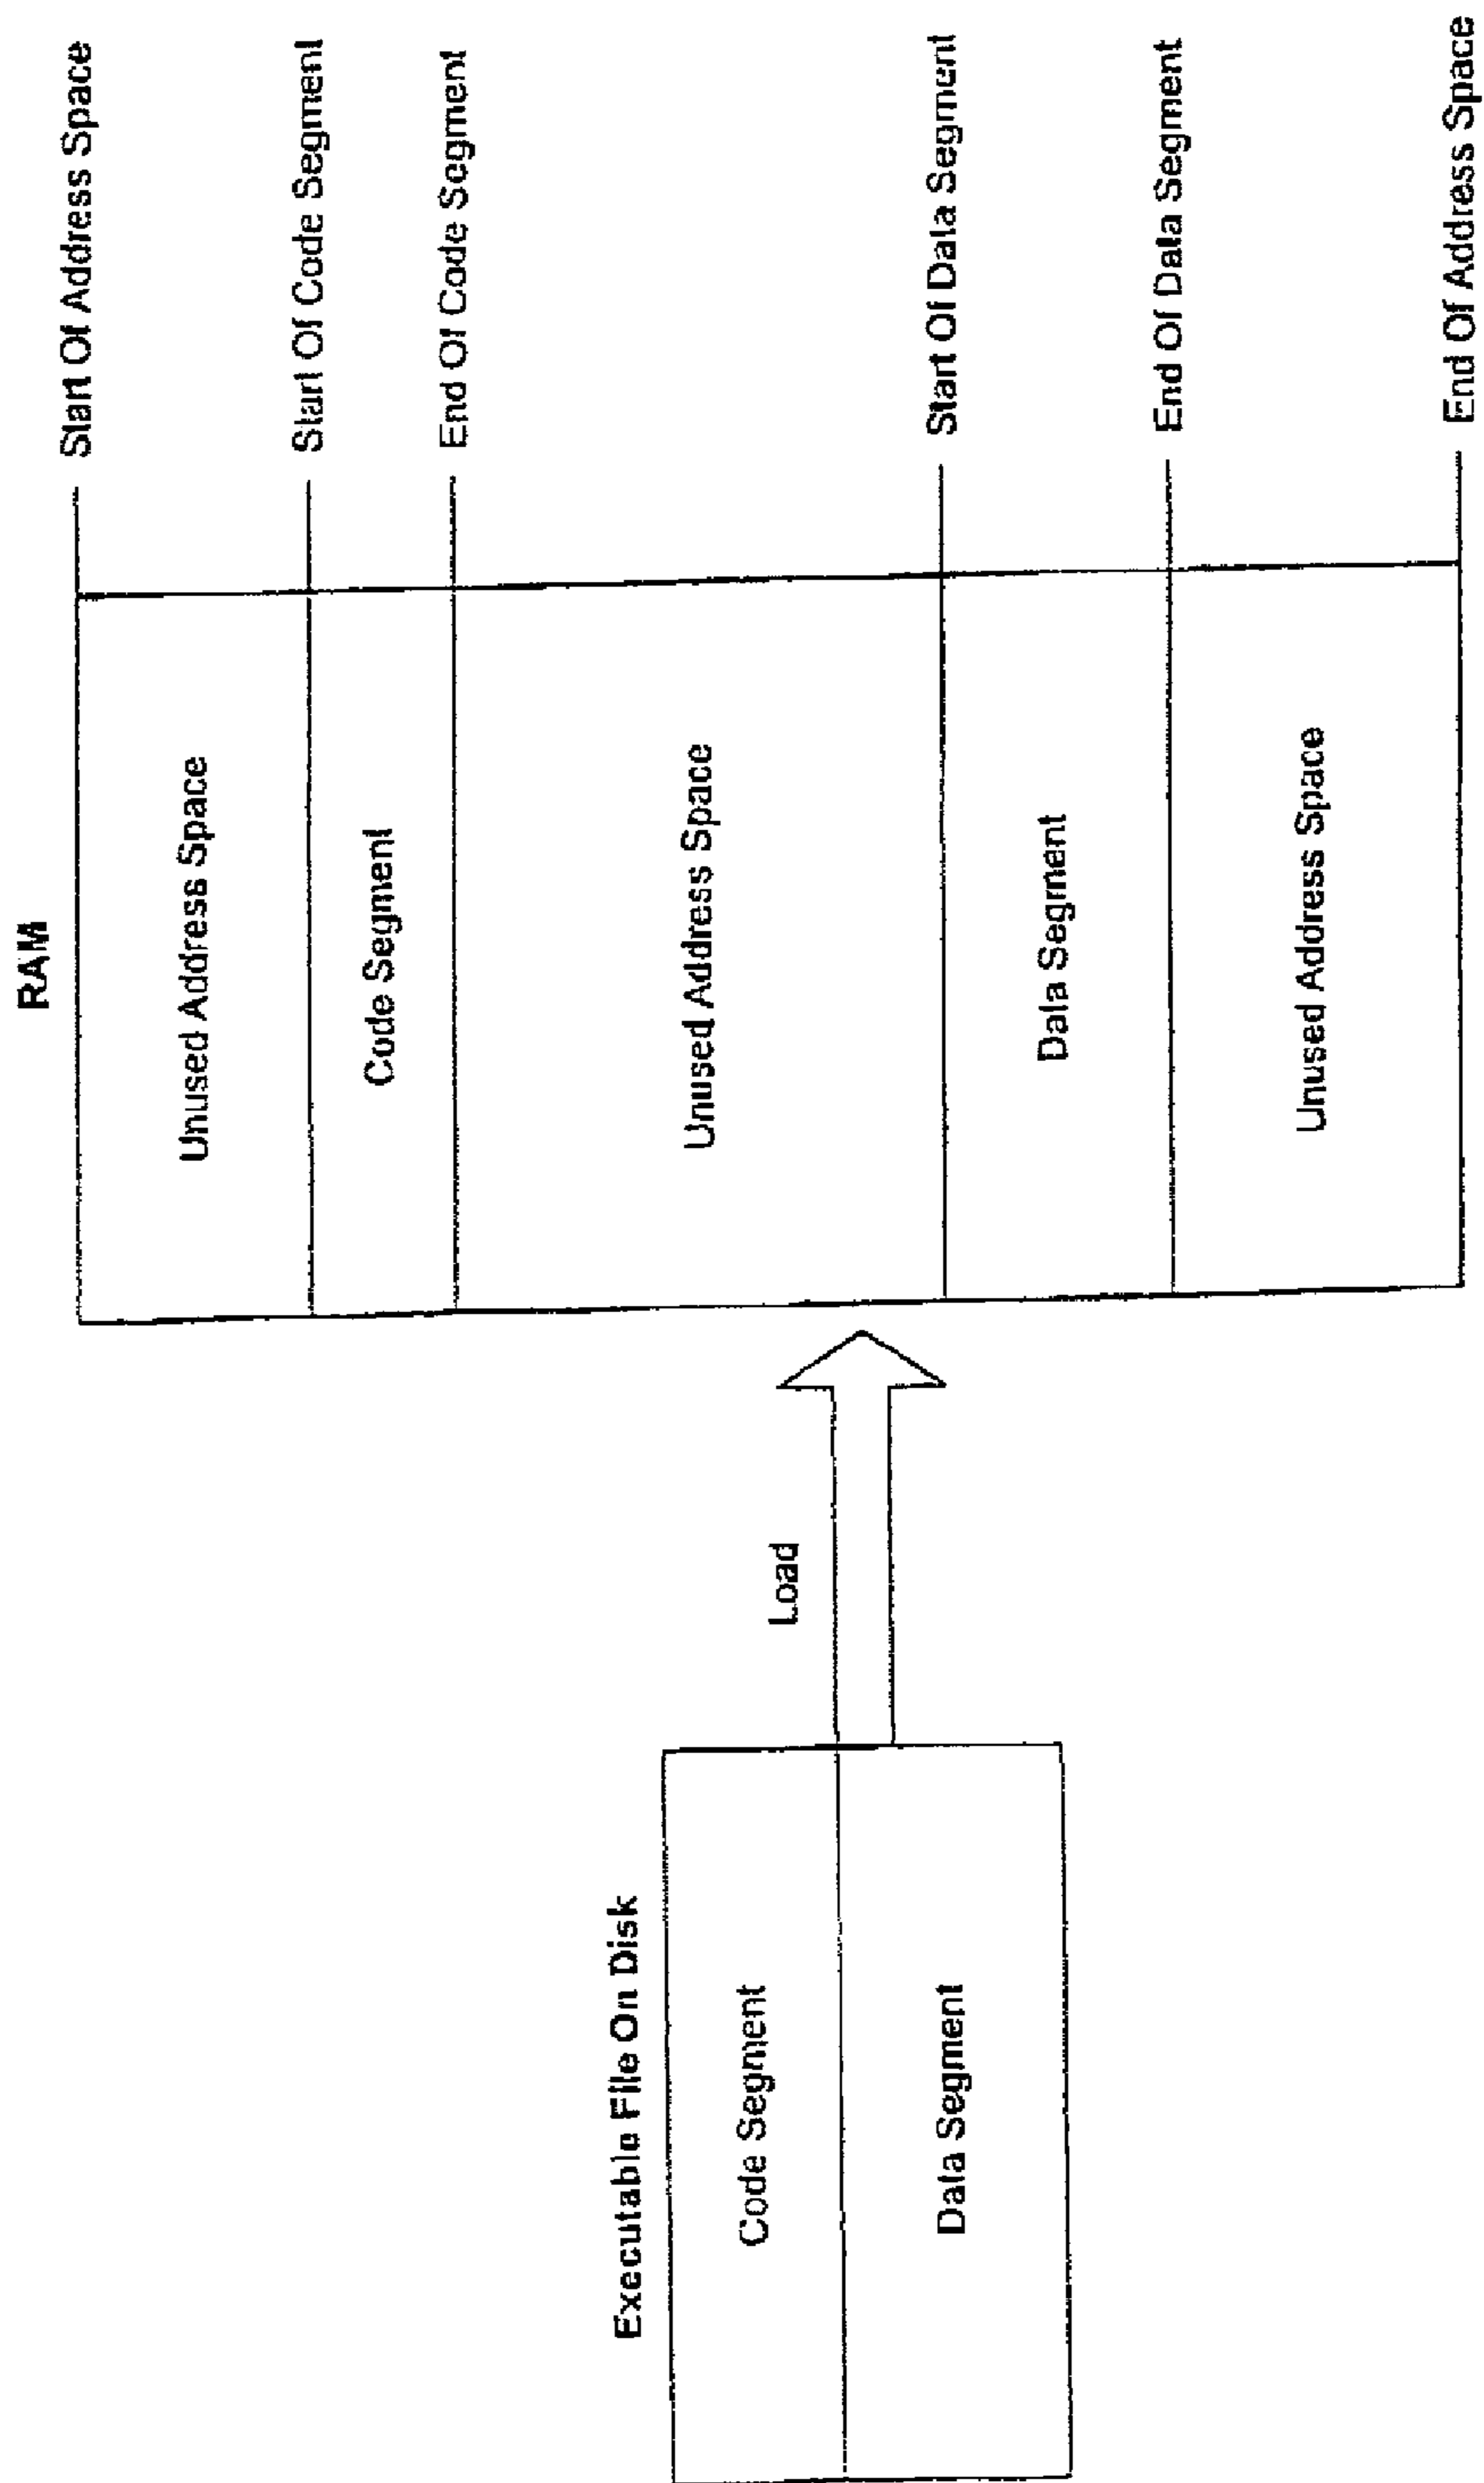 RAM
Start Of Address Space
Unused Address Space
Start Of Code Segment
Code Segment
End Of Code Segment
Unused Address Space
Start Of Data Segment
Data Segment
End Of Data Segment
Unused Address Space
End Of Address Space
Load
Executable File On Disk
Code Segment
Data Segment